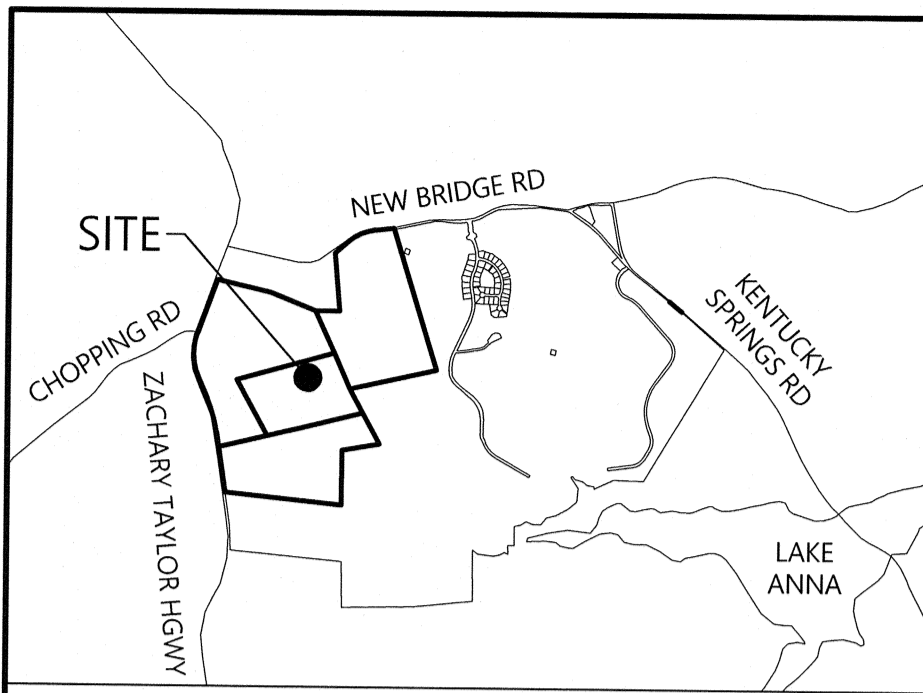 NEW BRIDGE RD
SITE
CHOPPING RD
ZACHARY TAYLOR HGWY
KENTUCKY
SPRINGS RD
LAKE
ANNA